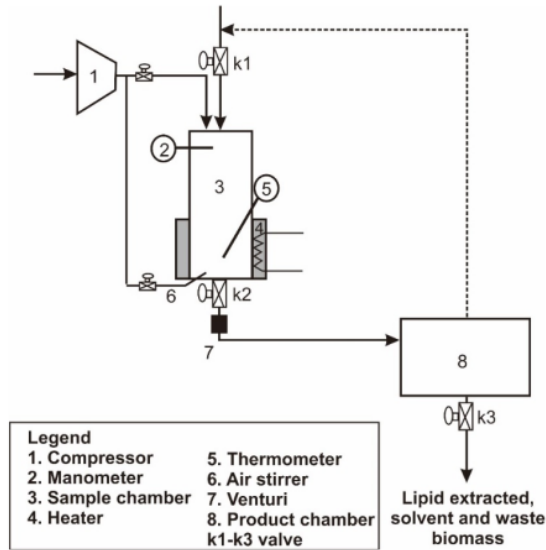 k1
1
2
3
5
4
6
k2
7
8
k3
Legend
1. Compressor
2. Manometer
3. Sample chamber
4. Heater
5. Thermometer
6. Air stirrer
7. Venturi
8. Product chamber
k1-k3 valve
Lipid extracted,
solvent and waste
biomass